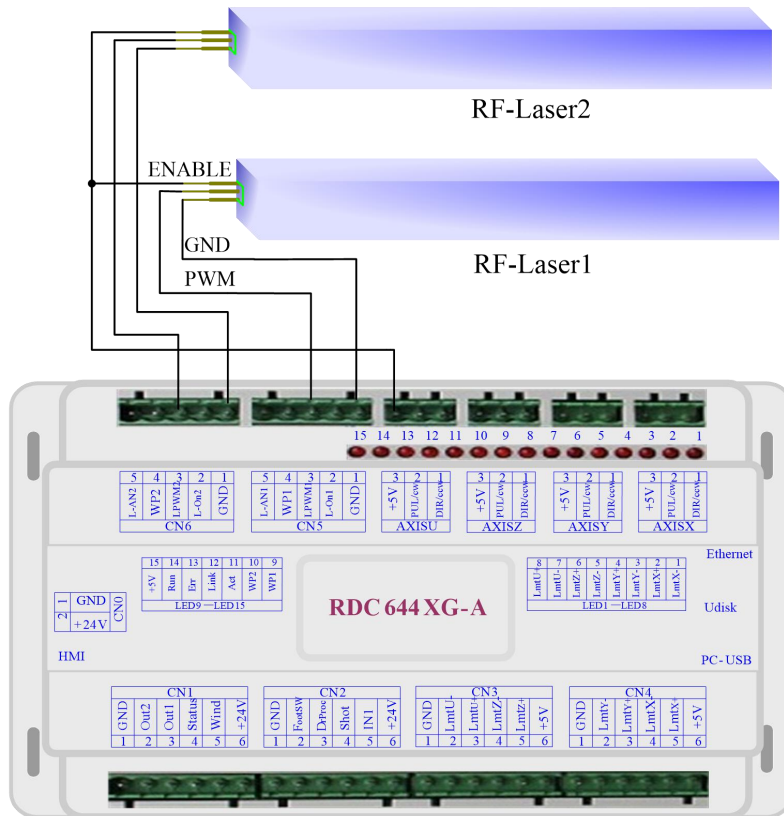 RF-Laser2
ENABLE
GND
RF-Laser1
PWM
15 14 13 12 11 10 9 8 7 6 5 4 3 2 1
5 4 3 2 1
L-AN2 WP2 LPWM2 L-On2 GND
CN6
5 4 3 2 1
L-AN1 WP1 LPWM1 L-On1 GND
CN5
3 2 1
+5V PUL/cw DIR/ccw
AXISU
3 2 1
+5V PUL/cw DIR/ccw
AXISZ
3 2 1
+5V PUL/cw DIR/ccw
AXISY
3 2 1
+5V PUL/cw DIR/ccw
AXISX
Ethernet
15 14 13 12 11 10 9
+5V Run Err Link Act WP2 WP1
LED9—LED15
8 7 6 5 4 3 2 1
LmtU+ LmtU- LmtZ+ LmtZ- LmtY+ LmtY- LmtX+ LmtX-
LED1—LED8
1 GND
2 +24V
CN0
RDC 644 XG-A
Udisk
HMI
PC-USB
CN1
GND Out2 Out1 Status Wind +24V
1 2 3 4 5 6
CN2
GND FootSW DrProc Shot IN1 +24V
1 2 3 4 5 6
CN3
GND LmtU- LmtU+ LmtZ- LmtZ+ +5V
1 2 3 4 5 6
CN4
GND LmtY- LmtY+ LmtX- Lmtx+ +5V
1 2 3 4 5 6